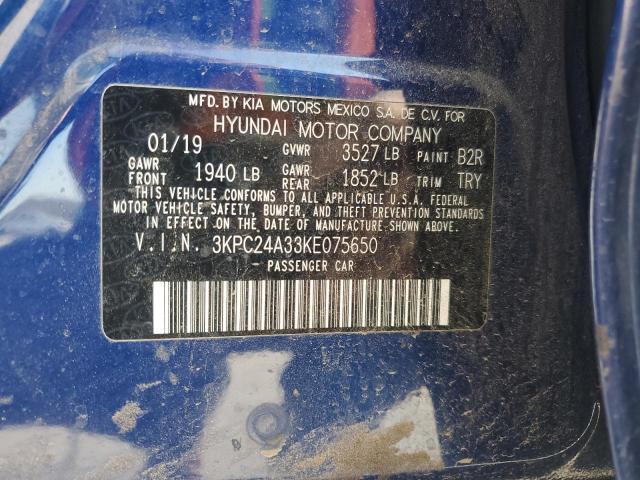 MFD. BY KIA MOTORS MEXICO S.A. DE C.V. FOR
HYUNDAI MOTOR COMPANY
01/19 GVWR 3527 LB PAINT B2R
GAWR FRONT 1940 LB GAWR REAR 1852 LB TRIM TRY
THIS VEHICLE CONFORMS TO ALL APPLICABLE U.S.A. FEDERAL
MOTOR VEHICLE SAFETY, BUMPER, AND THEFT PREVENTION STANDARDS
IN EFFECT ON THE DATE OF MANUFACTURE SHOWN ABOVE.
V.I.N. 3KPC24A33KE075650
- PASSENGER CAR